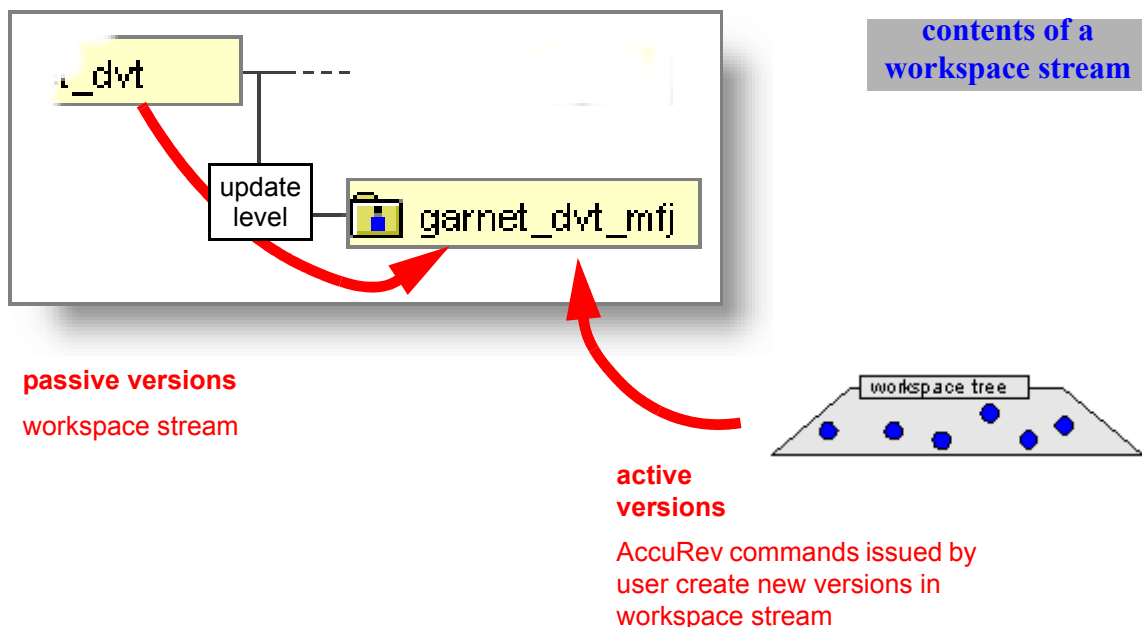 contents of a
workspace stream
_dvt
update
level
garnet_dvt_mfj
passive versions
workspace stream
workspace tree
active
versions
AccuRev commands issued by
user create new versions in
workspace stream